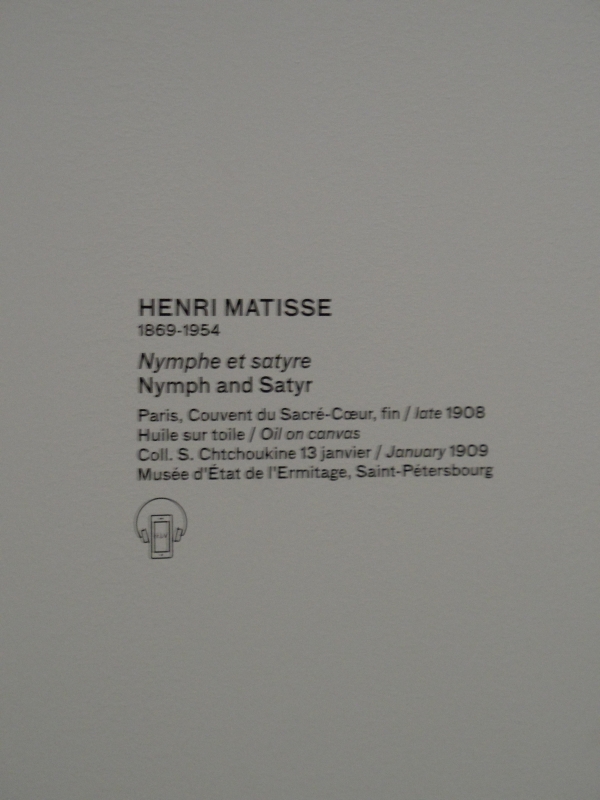 HENRI MATISSE
1869-1954
Nymphe et satyre
Nymph and Satyr
Paris, Couvent du Sacré-Cœur, fin / late 1908
Huile sur toile / Oil on canvas
Coll. S. Chtchoukine 13 janvier / January 1909
Musée d'État de l'Ermitage, Saint-Pétersbourg